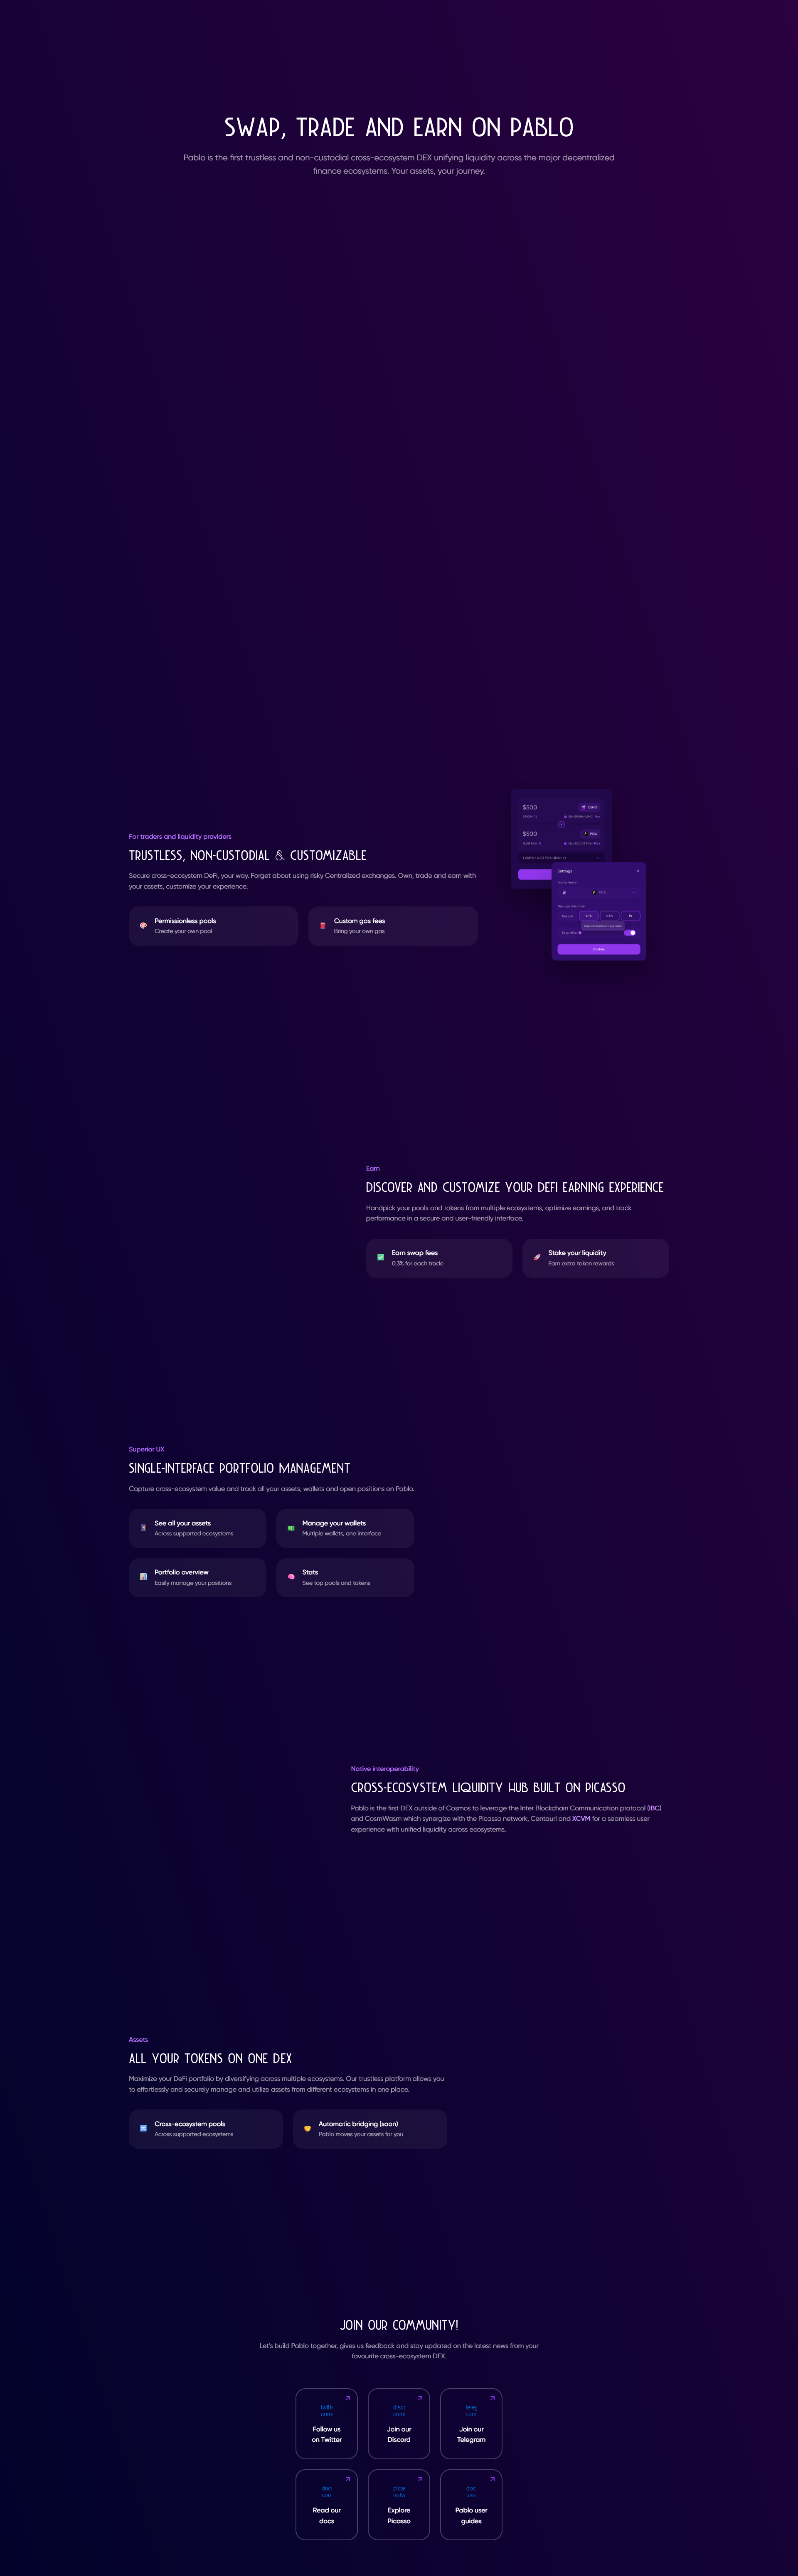 SWAP, TRADE AND EARN ON PABLO
Pablo is the first trustless and non-custodial cross-ecosystem DEX unifying liquidity across the major decentralized
finance ecosystems. Your assets, your journey.
For traders and liquidity providers
TRUSTLESS, NON-CUSTODIAL & CUSTOMIZABLE
Secure cross-ecosystem DeFi, your way. Forget about using risky Centralized exchanges. Own, trade and earn with
your assets, customize your experience.
Permissionless pools
Create your own pool
Custom gas fees
Bring your own gas
$500
OSMO
$500
PICA
Settings
PICA
Confirm
Earn
DISCOVER AND CUSTOMIZE YOUR DEFI EARNING EXPERIENCE
Handpick your pools and tokens from multiple ecosystems, optimize earnings, and track
performance in a secure and user-friendly interface.
Earn swap fees
0.3% for each trade
Stake your liquidity
Earn extra token rewards
Superior UX
SINGLE-INTERFACE PORTFOLIO MANAGEMENT
Capture cross-ecosystem value and track all your assets, wallets and open positions on Pablo.
See all your assets
Across supported ecosystems
Manage your wallets
Multiple wallets, one interface
Portfolio overview
Easily manage your positions
Stats
See top pools and tokens
Native interoperability
CROSS-ECOSYSTEM LIQUIDITY HUB BUILT ON PICASSO
Pablo is the first DEX outside of Cosmos to leverage the Inter Blockchain Communication protocol (IBC)
and CosmWasm which synergize with the Picasso network, Centauri and XCVM for a seamless user
experience with unified liquidity across ecosystems.
Assets
ALL YOUR TOKENS ON ONE DEX
Maximize your DeFi portfolio by diversifying across multiple ecosystems. Our trustless platform allows you
to effortlessly and securely manage and utilize assets from different ecosystems in one place.
Cross-ecosystem pools
Across supported ecosystems
Automatic bridging (soon)
Pablo moves your assets for you
JOIN OUR COMMUNITY!
Let's build Pablo together, gives us feedback and stay updated on the latest news from your
favourite cross-ecosystem DEX.
Follow us
on Twitter
Join our
Discord
Join our
Telegram
Read our
docs
Explore
Picasso
Pablo user
guides